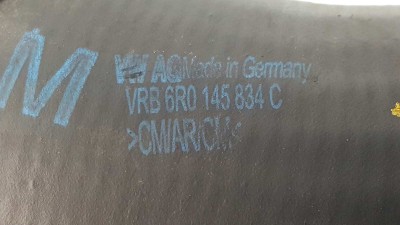 M
VW AG Made in Germany
VRB 6R0 145 834 C
>CM/AR/CM<